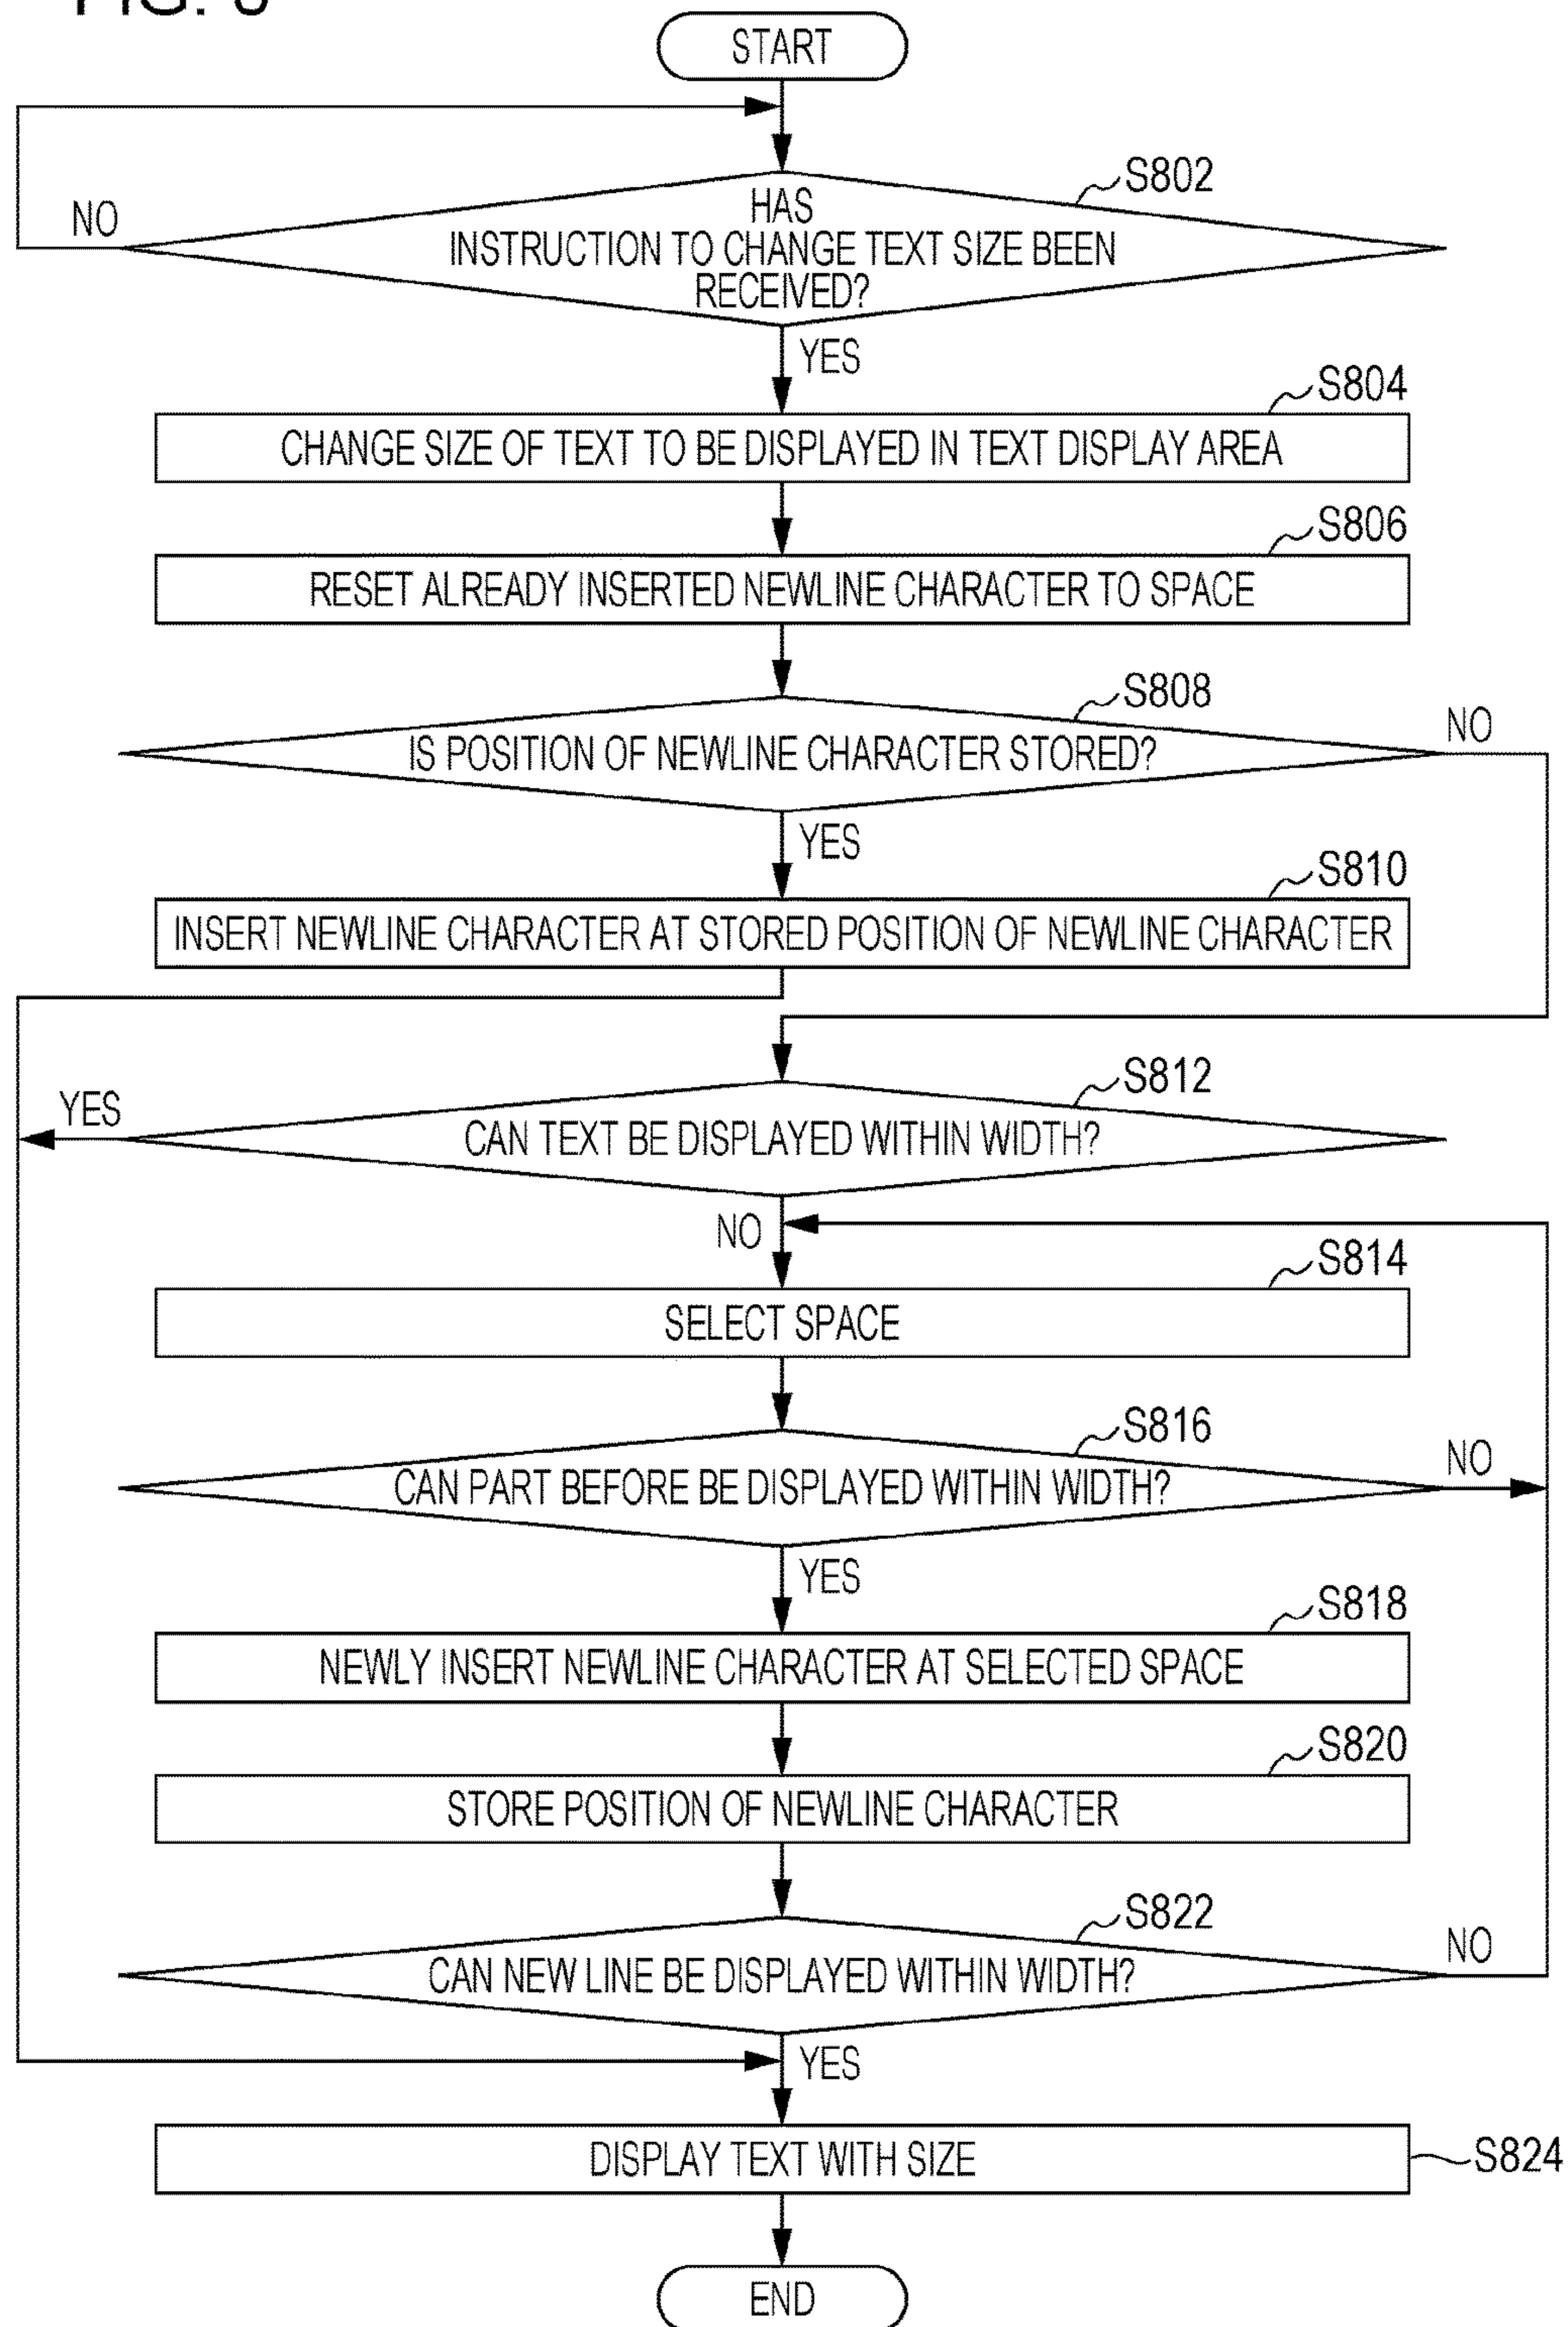 START
S802
NO
HAS
INSTRUCTION TO CHANGE TEXT SIZE BEEN
RECEIVED?
YES
S804
CHANGE SIZE OF TEXT TO BE DISPLAYED IN TEXT DISPLAY AREA
S806
RESET ALREADY INSERTED NEWLINE CHARACTER TO SPACE
S808
NO
IS POSITION OF NEWLINE CHARACTER STORED?
YES
S810
INSERT NEWLINE CHARACTER AT STORED POSITION OF NEWLINE CHARACTER
S812
YES
CAN TEXT BE DISPLAYED WITHIN WIDTH?
NO
S814
SELECT SPACE
S816
NO
CAN PART BEFORE BE DISPLAYED WITHIN WIDTH?
YES
S818
NEWLY INSERT NEWLINE CHARACTER AT SELECTED SPACE
S820
STORE POSITION OF NEWLINE CHARACTER
S822
NO
CAN NEW LINE BE DISPLAYED WITHIN WIDTH?
YES
DISPLAY TEXT WITH SIZE
S824
END